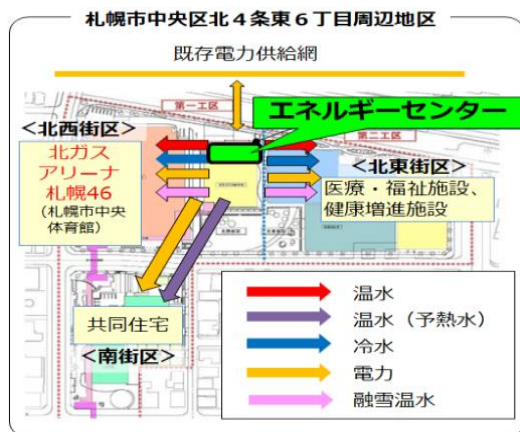 札幌市中央区北４条東６丁目周辺地区
既存電力供給網
第一工区
エネルギーセンター
第二工区
<北西街区>
北ガス
アリーナ
札幌46
(札幌市中央
体育館)
<北東街区>
医療・福祉施設、
健康増進施設
共同住宅
<南街区>
温水
温水（予熱水）
冷水
電力
融雪温水